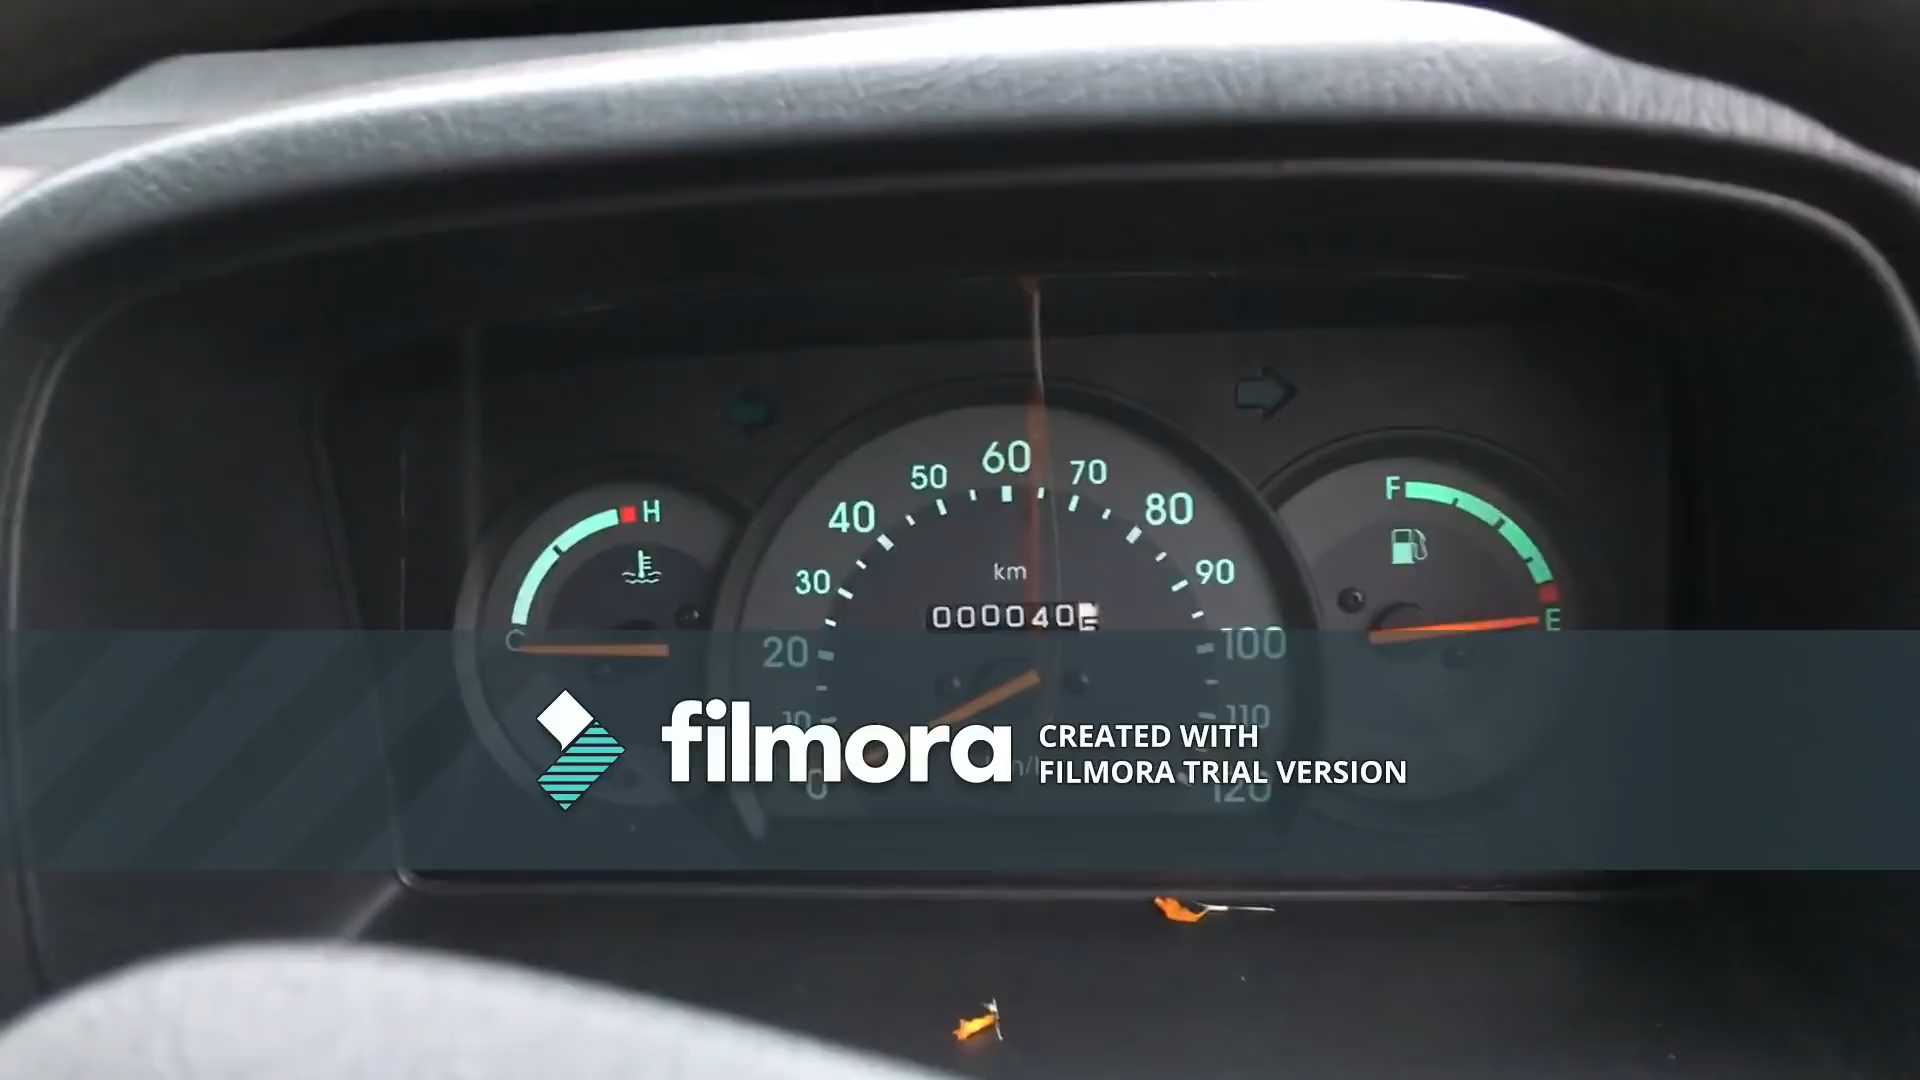 60
50 70
40 80
H
F
km
30 90
000040
E
C
20 100
10 110
filmora
CREATED WITH
FILMORA TRIAL VERSION
0 120